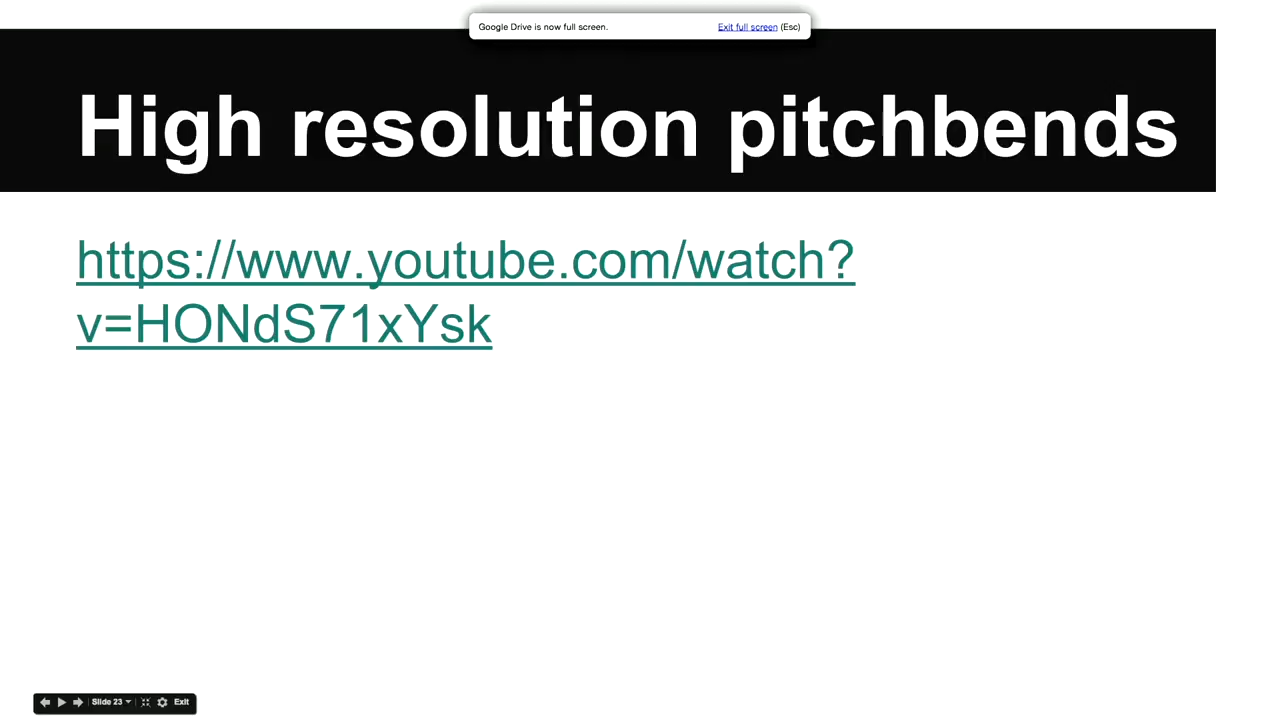 Google Drive is now full screen. Exit full screen (Esc)
High resolution pitchbends
https://www.youtube.com/watch?
v=HONdS71xYsk
Slide 23 Exit